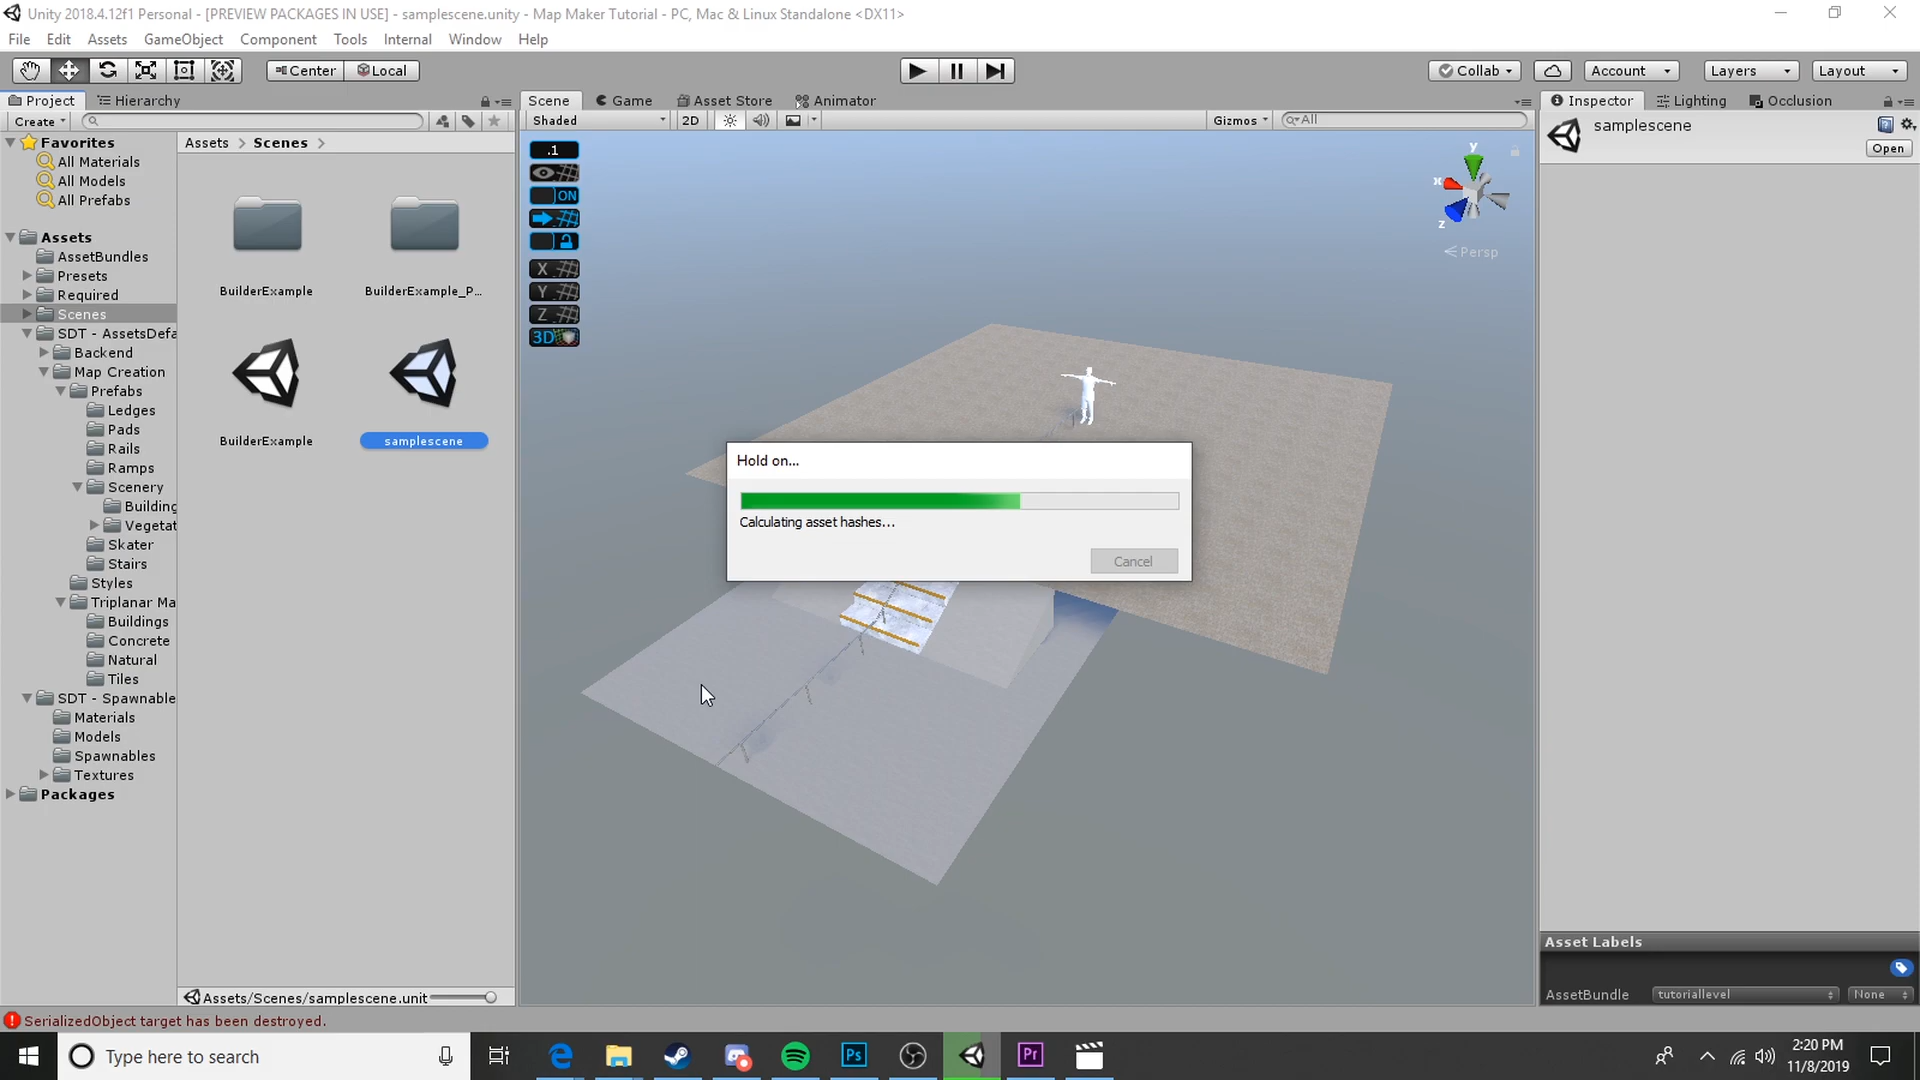 Unity 2018.4.12f1 Personal - [PREVIEW PACKAGES IN USE] - samplescene.unity - Map Maker Tutorial - PC, Mac & Linux Standalone <DX11>
File Edit Assets GameObject Component Tools Internal Window Help
Center Local Collab Account Layers Layout
Project Hierarchy
Create
Favorites
All Materials
All Models
All Prefabs
Assets
AssetBundles
Presets
Required
Scenes
SDT - AssetsDefa
Backend
Map Creation
Prefabs
Ledges
Pads
Rails
Ramps
Scenery
Building
Vegetat
Skater
Stairs
Styles
Triplanar Ma
Buildings
Concrete
Natural
Tiles
SDT - Spawnable
Materials
Models
Spawnables
Textures
Packages
Assets > Scenes >
BuilderExample
BuilderExample_P...
BuilderExample
samplescene
Assets/Scenes/samplescene.unit
Scene Game Asset Store Animator
Shaded 2D Gizmos All
.1
ON
X
Y
Z
3D
y
x
z
Persp
Hold on...
Calculating asset hashes...
Cancel
Inspector Lighting Occlusion
samplescene
Open
Asset Labels
AssetBundle tutoriallevel None
SerializedObject target has been destroyed.
Type here to search
Ps
Pr
2:20 PM
11/8/2019